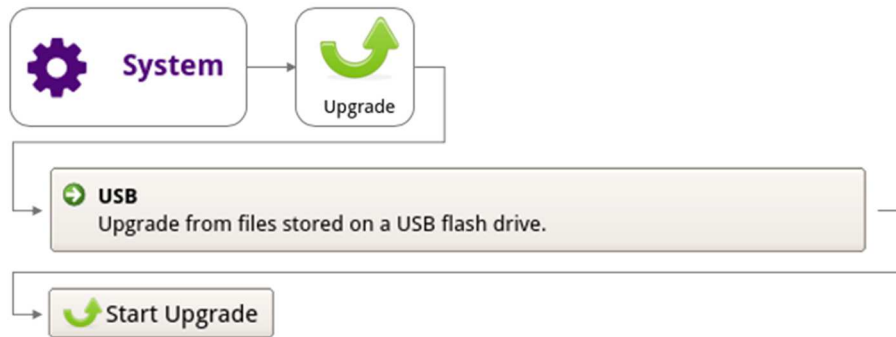 System
Upgrade
USB
Upgrade from files stored on a USB flash drive.
Start Upgrade